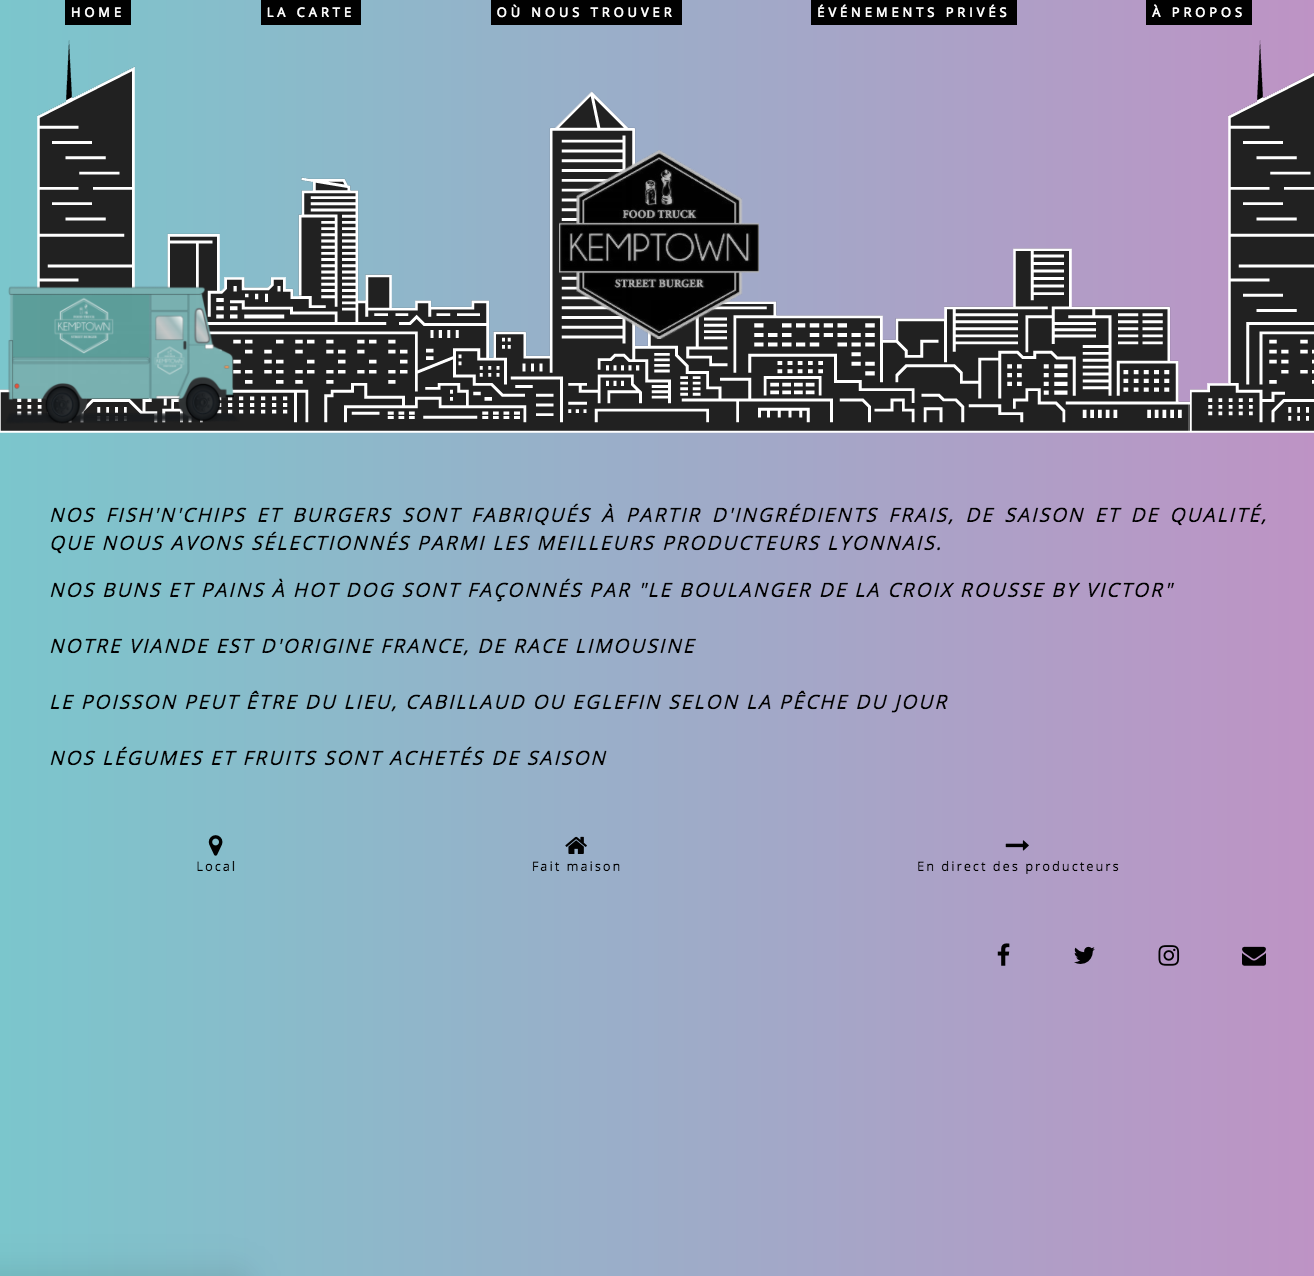 HOME
LA CARTE
OÙ NOUS TROUVER
ÉVÉNEMENTS PRIVÉS
À PROPOS
FOOD TRUCK
KEMPTOWN
STREET BURGER
KEMPTOWN
NOS FISH'N'CHIPS ET BURGERS SONT FABRIQUÉS À PARTIR D'INGRÉDIENTS FRAIS, DE SAISON ET DE QUALITÉ,
QUE NOUS AVONS SÉLECTIONNÉS PARMI LES MEILLEURS PRODUCTEURS LYONNAIS.
NOS BUNS ET PAINS À HOT DOG SONT FAÇONNÉS PAR "LE BOULANGER DE LA CROIX ROUSSE BY VICTOR"
NOTRE VIANDE EST D'ORIGINE FRANCE, DE RACE LIMOUSINE
LE POISSON PEUT ÊTRE DU LIEU, CABILLAUD OU EGLEFIN SELON LA PÊCHE DU JOUR
NOS LÉGUMES ET FRUITS SONT ACHETÉS DE SAISON
Local
Fait maison
En direct des producteurs